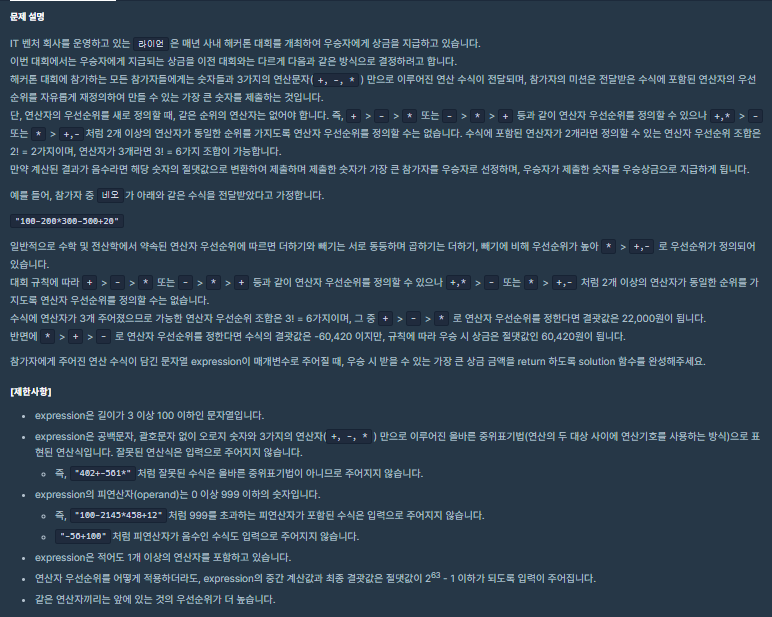 문제 설명
IT 벤처 회사를 운영하고 있는 라이언 은 매년 사내 해커톤 대회를 개최하여 우승자에게 상금을 지급하고 있습니다.
이번 대회에서는 우승자에게 지급되는 상금을 이전 대회와는 다르게 다음과 같은 방식으로 결정하려고 합니다.
해커톤 대회에 참가하는 모든 참가자들에게는 숫자들과 3가지의 연산문자( +, -, * ) 만으로 이루어진 연산 수식이 전달되며, 참가자의 미션은 전달받은 수식에 포함된 연산자의 우선
순위를 자유롭게 재정의하여 만들 수 있는 가장 큰 숫자를 제출하는 것입니다.
단, 연산자의 우선순위를 새로 정의할 때, 같은 순위의 연산자는 없어야 합니다. 즉, + > - > * 또는 - > * > + 등과 같이 연산자 우선순위를 정의할 수 있으나 +,* > -
또는 * > +,- 처럼 2개 이상의 연산자가 동일한 순위를 가지도록 연산자 우선순위를 정의할 수는 없습니다. 수식에 포함된 연산자가 2개라면 정의할 수 있는 연산자 우선순위 조합은
2! = 2가지이며, 연산자가 3개라면 3! = 6가지 조합이 가능합니다.
만약 계산된 결과가 음수라면 해당 숫자의 절댓값으로 변환하여 제출하며 제출한 숫자가 가장 큰 참가자를 우승자로 선정하며, 우승자가 제출한 숫자를 우승상금으로 지급하게 됩니다.
예를 들어, 참가자 중 네오 가 아래와 같은 수식을 전달받았다고 가정합니다.
"100-200*300-500+20"
일반적으로 수학 및 전산학에서 약속된 연산자 우선순위에 따르면 더하기와 빼기는 서로 동등하며 곱하기는 더하기, 빼기에 비해 우선순위가 높아 * > +,- 로 우선순위가 정의되어
있습니다.
대회 규칙에 따라 + > - > * 또는 - > * > + 등과 같이 연산자 우선순위를 정의할 수 있으나 +,* > - 또는 * > +,- 처럼 2개 이상의 연산자가 동일한 순위를 가
지도록 연산자 우선순위를 정의할 수는 없습니다.
수식에 연산자가 3개 주어졌으므로 가능한 연산자 우선순위 조합은 3! = 6가지이며, 그 중 + > - > * 로 연산자 우선순위를 정한다면 결괏값은 22,000원이 됩니다.
반면에 * > + > - 로 연산자 우선순위를 정한다면 수식의 결괏값은 -60,420 이지만, 규칙에 따라 우승 시 상금은 절댓값인 60,420원이 됩니다.
참가자에게 주어진 연산 수식이 담긴 문자열 expression이 매개변수로 주어질 때, 우승 시 받을 수 있는 가장 큰 상금 금액을 return 하도록 solution 함수를 완성해주세요.
[제한사항]
• expression은 길이가 3 이상 100 이하인 문자열입니다.
• expression은 공백문자, 괄호문자 없이 오로지 숫자와 3가지의 연산자( +, -, * ) 만으로 이루어진 올바른 중위표기법(연산의 두 대상 사이에 연산기호를 사용하는 방식)으로 표
현된 연산식입니다. 잘못된 연산식은 입력으로 주어지지 않습니다.
◦ 즉, "402+-561*" 처럼 잘못된 수식은 올바른 중위표기법이 아니므로 주어지지 않습니다.
• expression의 피연산자(operand)는 0 이상 999 이하의 숫자입니다.
◦ 즉, "100-2145*458+12" 처럼 999를 초과하는 피연산자가 포함된 수식은 입력으로 주어지지 않습니다.
◦ "-56+100" 처럼 피연산자가 음수인 수식도 입력으로 주어지지 않습니다.
• expression은 적어도 1개 이상의 연산자를 포함하고 있습니다.
• 연산자 우선순위를 어떻게 적용하더라도, expression의 중간 계산값과 최종 결괏값은 절댓값이 2⁶³ - 1 이하가 되도록 입력이 주어집니다.
• 같은 연산자끼리는 앞에 있는 것의 우선순위가 더 높습니다.